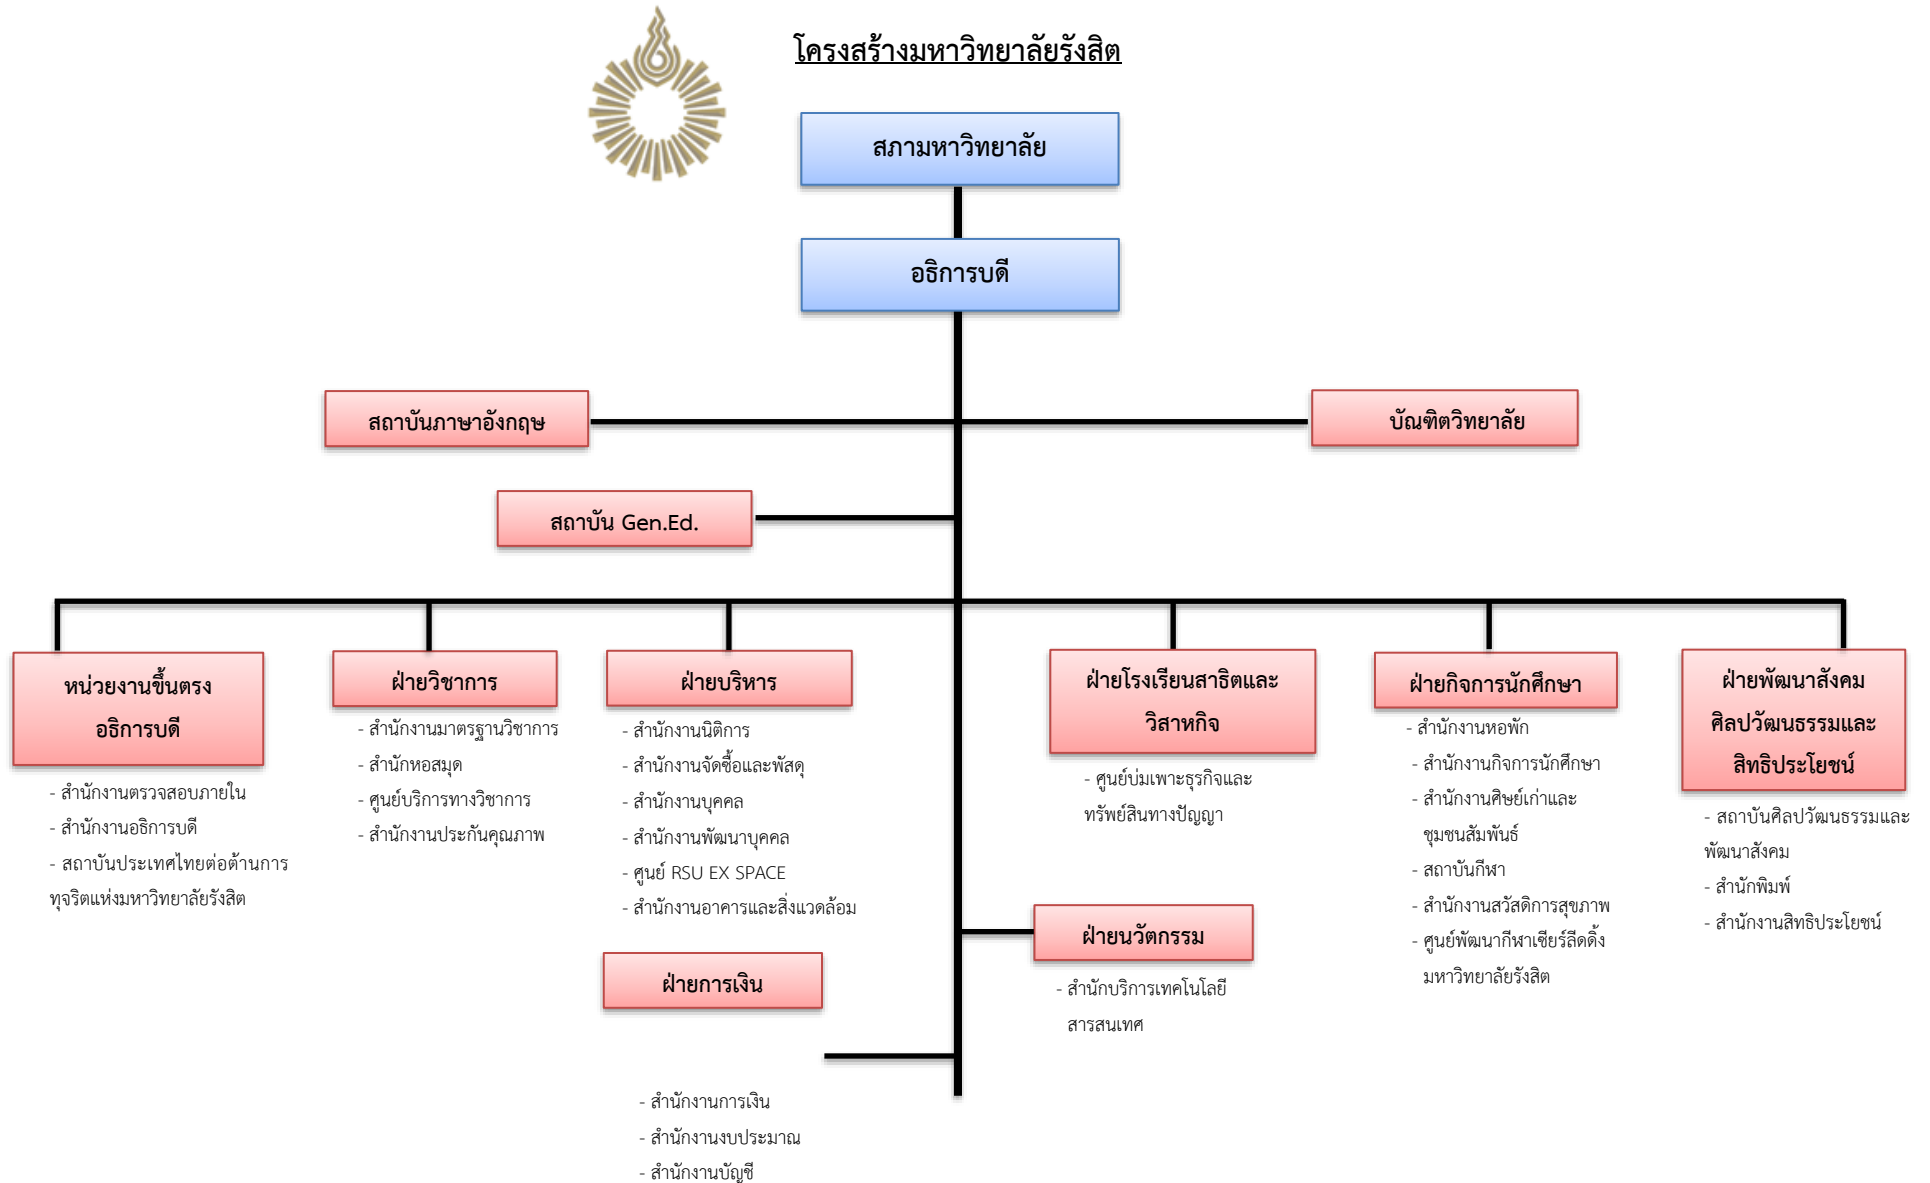 โครงสร้างมหาวิทยาลัยรังสิต
สภามหาวิทยาลัย
อธิการบดี
สถาบันภาษาอังกฤษ
บัณฑิตวิทยาลัย
สถาบัน Gen.Ed.
หน่วยงานขึ้นตรง
อธิการบดี
- สำนักงานตรวจสอบภายใน
- สำนักงานอธิการบดี
- สถาบันประเทศไทยต่อต้านการ
ทุจริตแห่งมหาวิทยาลัยรังสิต
ฝ่ายวิชาการ
- สำนักงานมาตรฐานวิชาการ
- สำนักหอสมุด
- ศูนย์บริการทางวิชาการ
- สำนักงานประกันคุณภาพ
ฝ่ายบริหาร
- สำนักงานนิติการ
- สำนักงานจัดซื้อและพัสดุ
- สำนักงานบุคคล
- สำนักงานพัฒนาบุคคล
- ศูนย์ RSU EX SPACE
- สำนักงานอาคารและสิ่งแวดล้อม
ฝ่ายการเงิน
- สำนักงานการเงิน
- สำนักงานงบประมาณ
- สำนักงานบัญชี
ฝ่ายโรงเรียนสาธิตและ
วิสาหกิจ
- ศูนย์บ่มเพาะธุรกิจและ
ทรัพย์สินทางปัญญา
ฝ่ายนวัตกรรม
- สำนักบริการเทคโนโลยี
สารสนเทศ
ฝ่ายกิจการนักศึกษา
- สำนักงานหอพัก
- สำนักงานกิจการนักศึกษา
- สำนักงานศิษย์เก่าและ
ชุมชนสัมพันธ์
- สถาบันกีฬา
- สำนักงานสวัสดิการสุขภาพ
- ศูนย์พัฒนากีฬาเชียร์ลีดดิ้ง
มหาวิทยาลัยรังสิต
ฝ่ายพัฒนาสังคม
ศิลปวัฒนธรรมและ
สิทธิประโยชน์
- สถาบันศิลปวัฒนธรรมและ
พัฒนาสังคม
- สำนักพิมพ์
- สำนักงานสิทธิประโยชน์